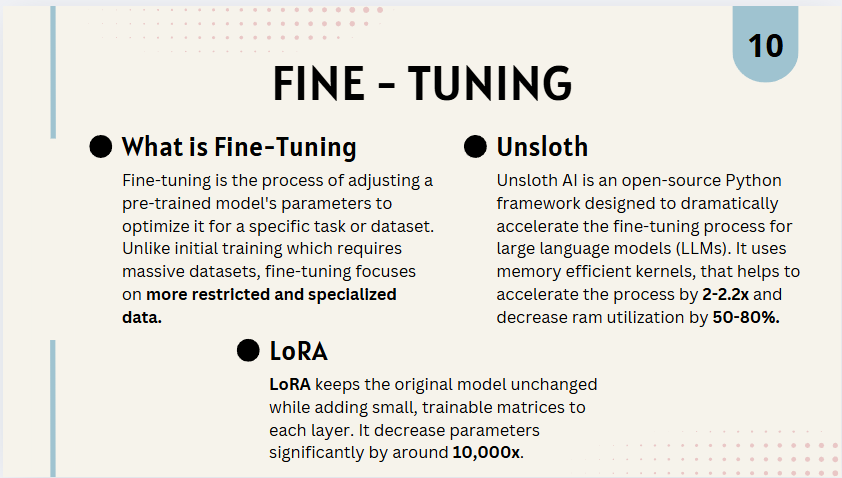 10
FINE - TUNING
What is Fine-Tuning
Fine-tuning is the process of adjusting a
pre-trained model's parameters to
optimize it for a specific task or dataset.
Unlike initial training which requires
massive datasets, fine-tuning focuses
on more restricted and specialized
data.
Unsloth
Unsloth AI is an open-source Python
framework designed to dramatically
accelerate the fine-tuning process for
large language models (LLMs). It uses
memory efficient kernels, that helps to
accelerate the process by 2-2.2x and
decrease ram utilization by 50-80%.
LoRA
LoRA keeps the original model unchanged
while adding small, trainable matrices to
each layer. It decrease parameters
significantly by around 10,000x.